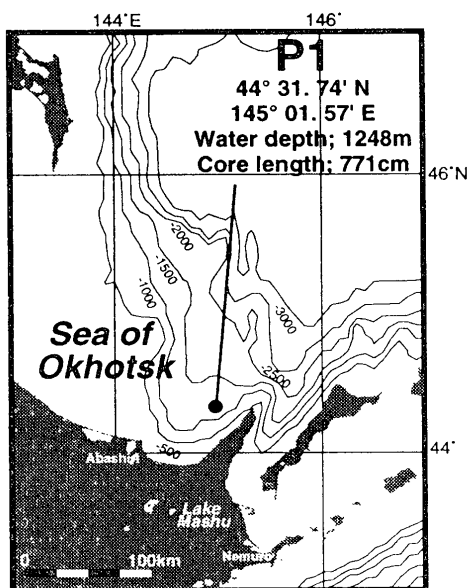 144°E
146°
P1
44° 31. 74' N
145° 01. 57' E
Water depth; 1248m
Core length; 771cm
46°N
-2000
-1500
-1000
-3000
Sea of
Okhotsk
-2500
-500
44°
Abashiri
Lake
Mashu
Nemuro
0
100km